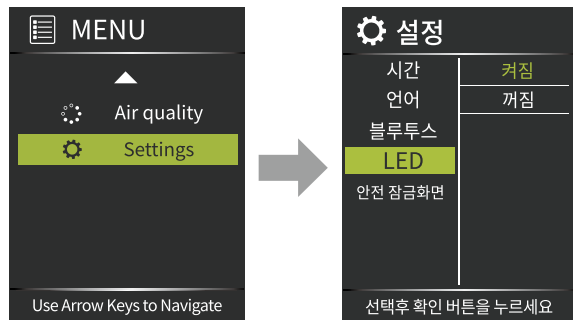 MENU
Air quality
Settings
Use Arrow Keys to Navigate
설정
시간
언어
블루투스
LED
안전 잠금화면
켜짐
꺼짐
선택후 확인 버튼을 누르세요